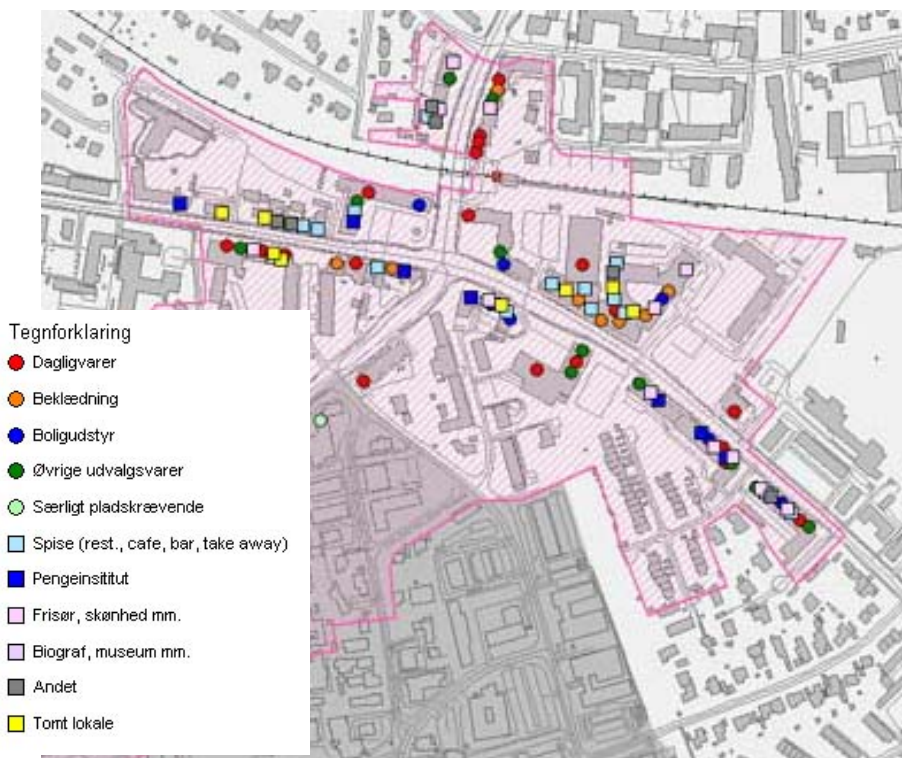 Tegnforklaring
Dagligvarer
Beklædning
Boligudstyr
Øvrige udvalgsvarer
Særligt pladskrævende
Spise (rest., cafe, bar, take away)
Pengeinsititut
Frisør, skønhed mm.
Biograf, museum mm.
Andet
Tomt lokale